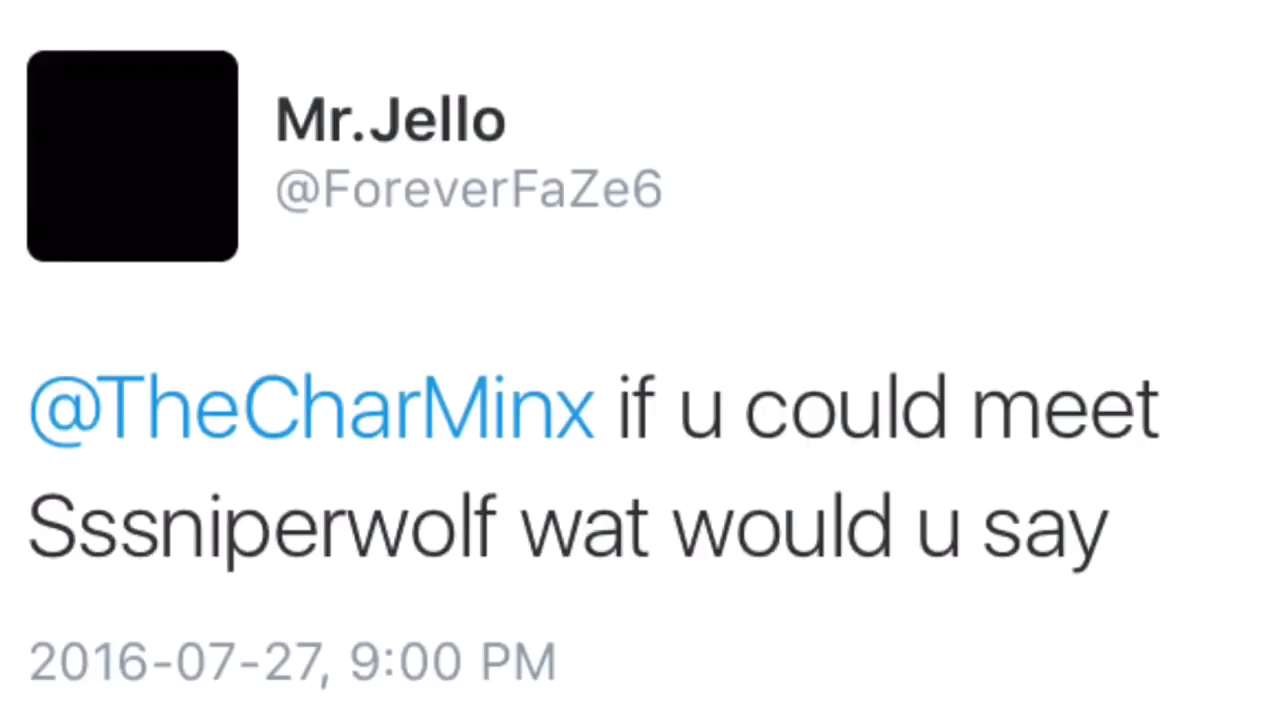 Mr.Jello
@ForeverFaZe6
@TheCharMinx if u could meet
Sssniperwolf wat would u say
2016-07-27, 9:00 PM